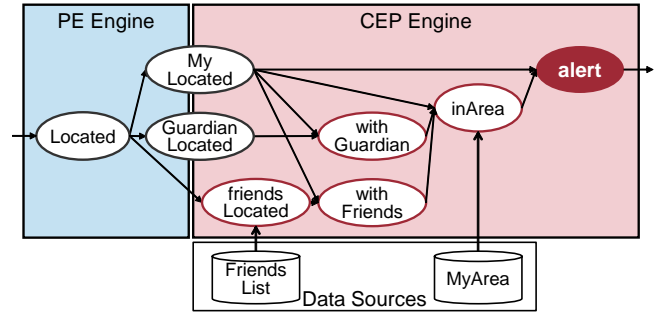 PE Engine
CEP Engine
My
Located
alert
Located
Guardian
Located
with
Guardian
inArea
friends
Located
with
Friends
Friends
List
MyArea
Data Sources